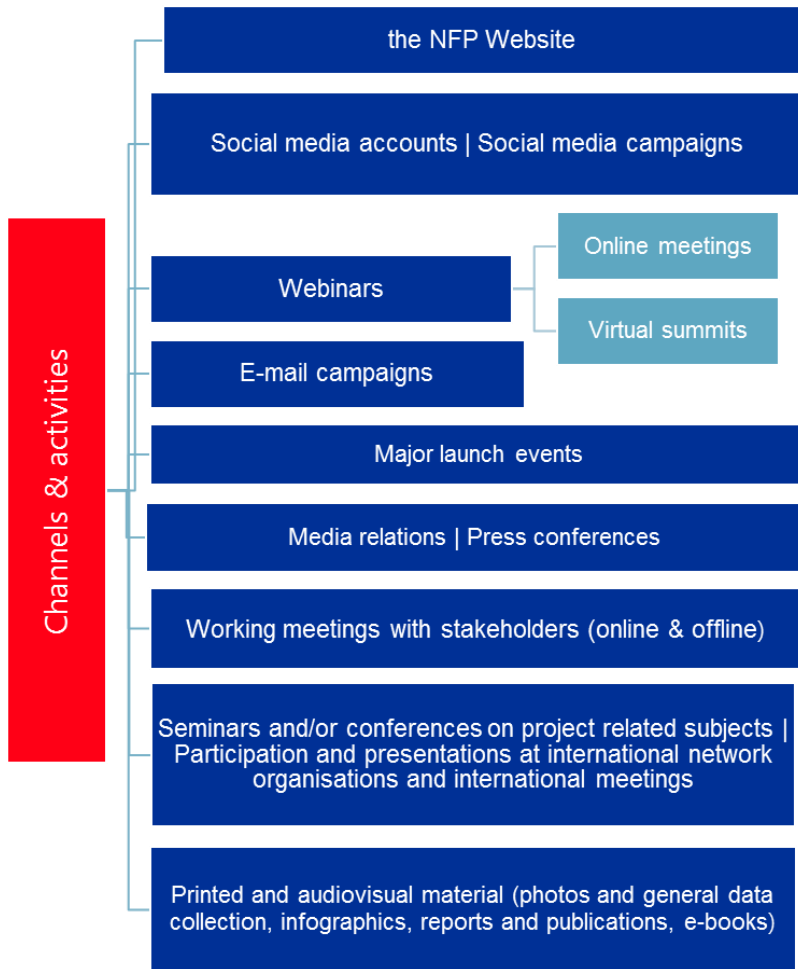 Channels & activities
the NFP Website
Social media accounts | Social media campaigns
Webinars
Online meetings
Virtual summits
E-mail campaigns
Major launch events
Media relations | Press conferences
Working meetings with stakeholders (online & offline)
Seminars and/or conferences on project related subjects |
Participation and presentations at international network
organisations and international meetings
Printed and audiovisual material (photos and general data
collection, infographics, reports and publications, e-books)